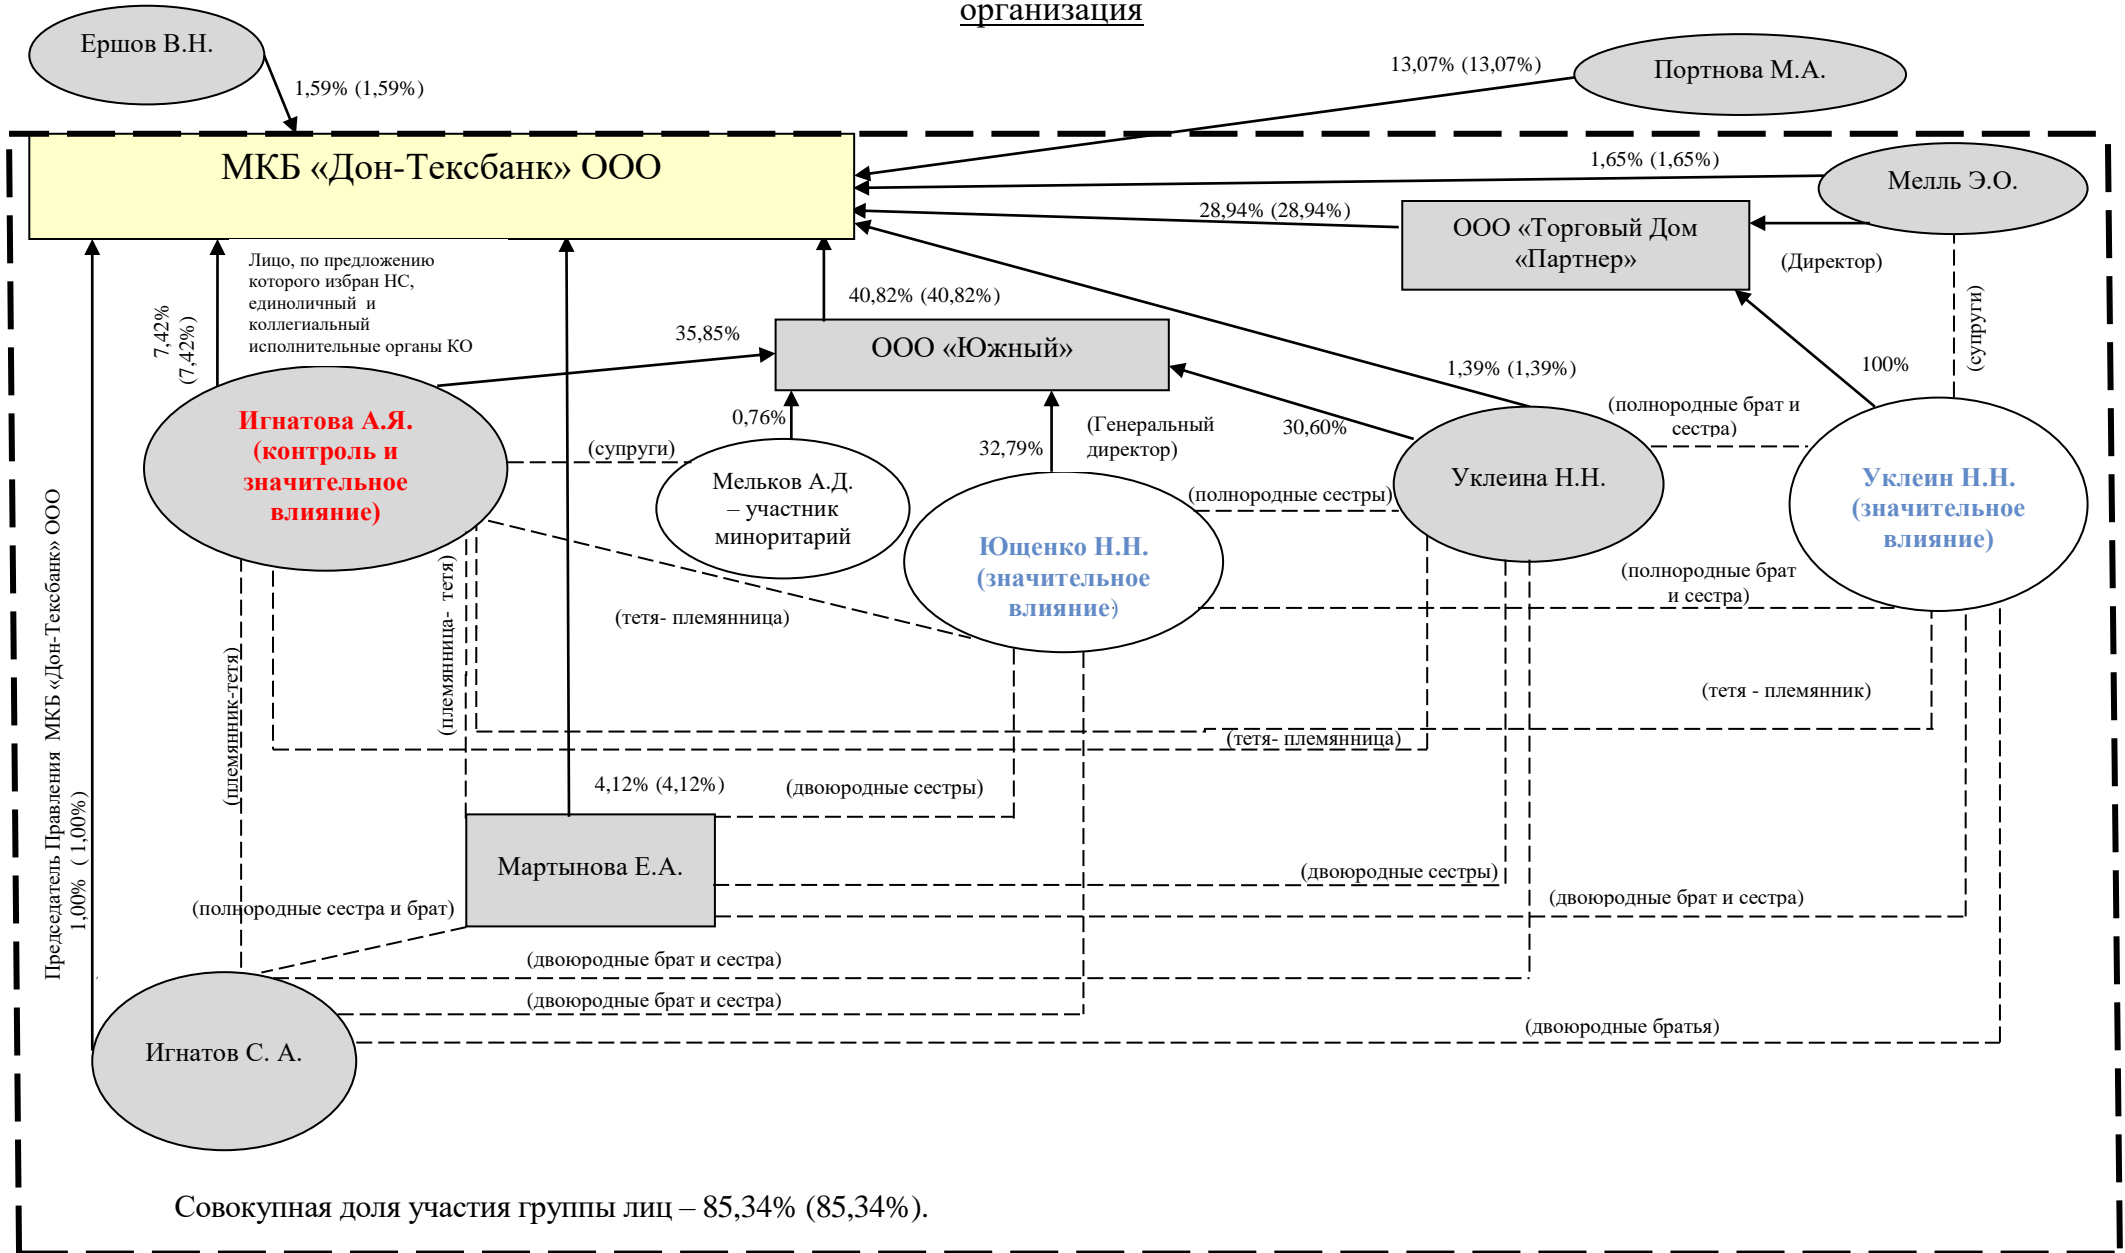 организация
Ершов В.Н.
1,59% (1,59%)
13,07% (13,07%)
Портнова М.А.
МКБ «Дон-Тексбанк» ООО
1,65% (1,65%)
Мелль Э.О.
28,94% (28,94%)
ООО «Торговый Дом
«Партнер»
(Директор)
(супруги)
Лицо, по предложению
которого избран НС,
единоличный и
коллегиальный
исполнительные органы КО
7,42%
(7,42%)
40,82% (40,82%)
35,85%
ООО «Южный»
1,39% (1,39%)
100%
Игнатова А.Я.
(контроль и
значительное
влияние)
(супруги)
0,76%
Мельков А.Д.
– участник
миноритарий
32,79%
(Генеральный
директор)
30,60%
(полнородные брат и
сестра)
Уклеина Н.Н.
Уклеин Н.Н.
(значительное
влияние)
(полнородные сестры)
Ющенко Н.Н.
(значительное
влияние)
(полнородные брат
и сестра)
(тетя- племянница)
(племянница- тетя)
(племянник-тетя)
(тетя - племянник)
(тетя- племянница)
Председатель Правления МКБ «Дон-Тексбанк» ООО
1,00% ( 1,00%)
4,12% (4,12%)
(двоюродные сестры)
Мартынова Е.А.
(двоюродные сестры)
(двоюродные брат и сестра)
(полнородные сестра и брат)
(двоюродные брат и сестра)
(двоюродные брат и сестра)
(двоюродные братья)
Игнатов С. А.
Совокупная доля участия группы лиц – 85,34% (85,34%).